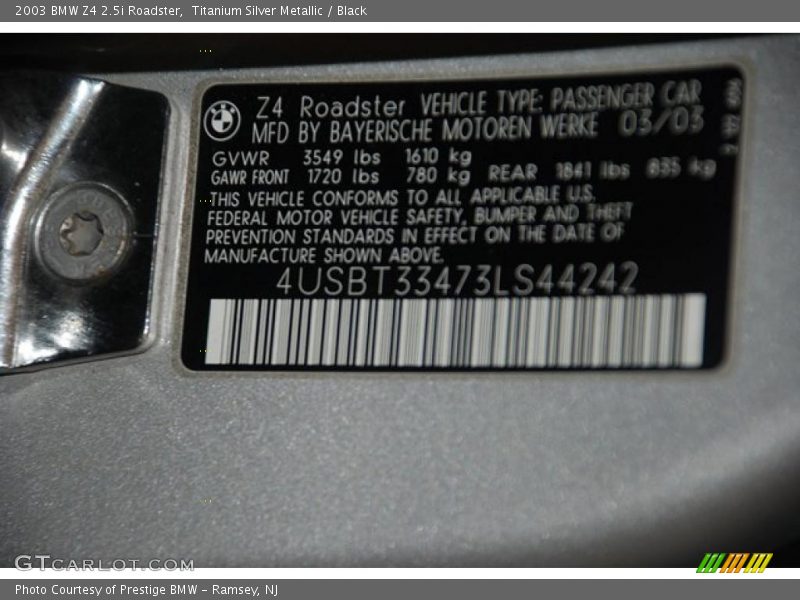 2003 BMW Z4 2.5i Roadster, Titanium Silver Metallic / Black
Z4 Roadster VEHICLE TYPE: PASSENGER CAR
MFD BY BAYERISCHE MOTOREN WERKE 03/03
GVWR 3549 lbs 1610 kg
GAWR FRONT 1720 lbs 780 kg REAR 1841 lbs 835 kg
THIS VEHICLE CONFORMS TO ALL APPLICABLE U.S.
FEDERAL MOTOR VEHICLE SAFETY, BUMPER AND THEFT
PREVENTION STANDARDS IN EFFECT ON THE DATE OF
MANUFACTURE SHOWN ABOVE.
4USBT33473LS44242
GTCARLOT.COM
Photo Courtesy of Prestige BMW - Ramsey, NJ